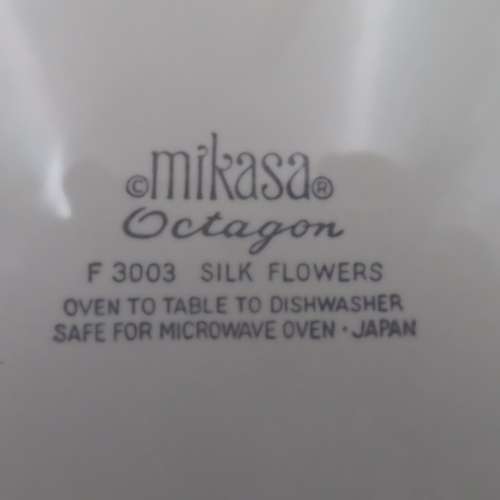 ©mikasa®
Octagon
F 3003 SILK FLOWERS
OVEN TO TABLE TO DISHWASHER
SAFE FOR MICROWAVE OVEN · JAPAN